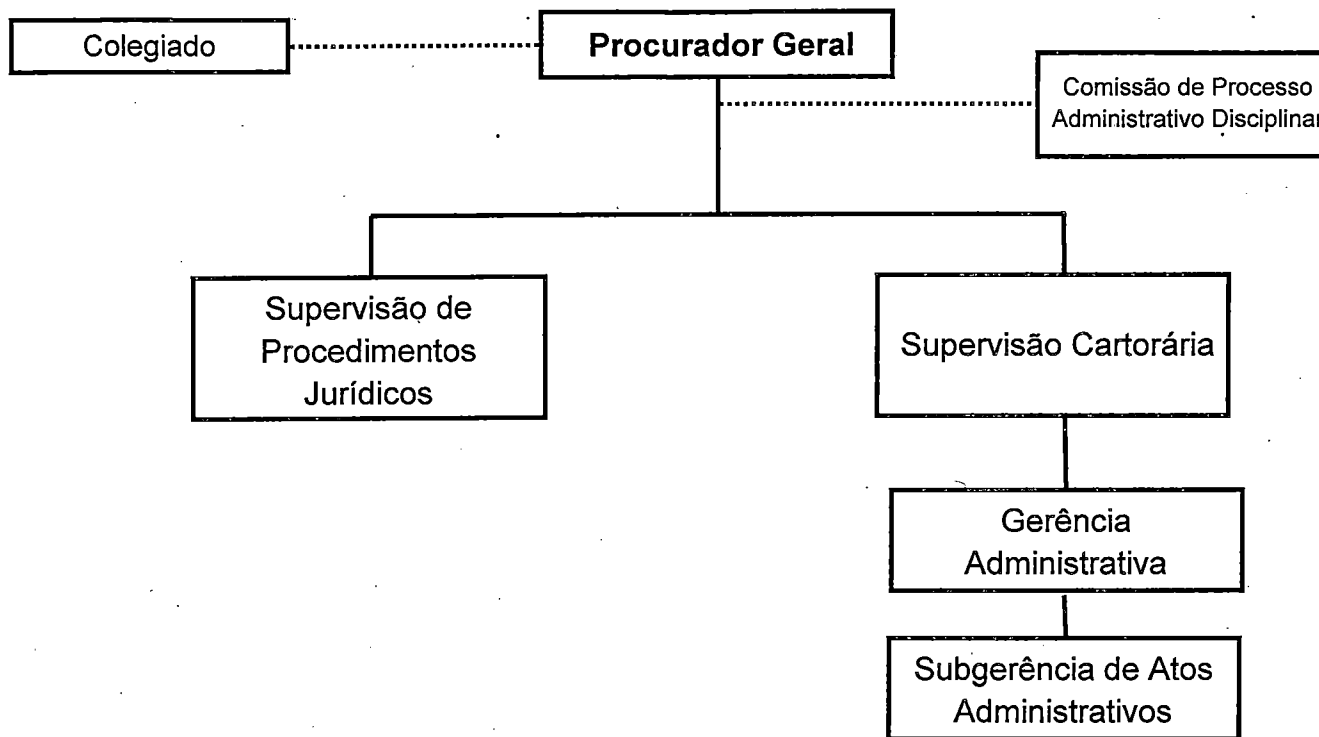 Colegiado
Procurador Geral
Comissão de Processo
Administrativo Disciplinar
Supervisão de
Procedimentos
Jurídicos
Supervisão Cartorária
Gerência
Administrativa
Subgerência de Atos
Administrativos